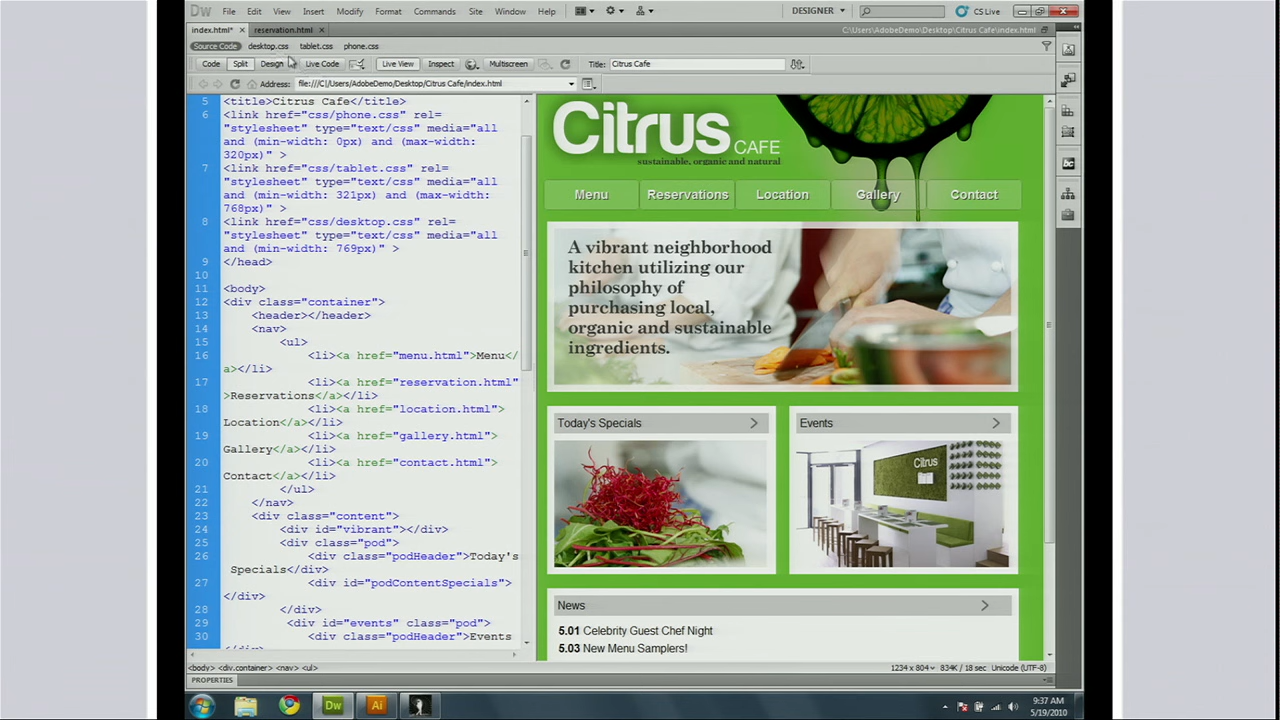 Dw File Edit View Insert Modify Format Commands Site Window Help DESIGNER CS Live
index.html* × reservation.html × C:\Users\AdobeDemo\Desktop\Citrus Cafe\index.html
Source Code desktop.css tablet.css phone.css
Code Split Design Live Code Live View Inspect Multiscreen Title: Citrus Cafe
Address: file:///C|/Users/AdobeDemo/Desktop/Citrus Cafe/index.html
5 <title>Citrus Cafe</title>
6 <link href="css/phone.css" rel=
"stylesheet" type="text/css" media="all
and (min-width: 0px) and (max-width:
320px)" >
7 <link href="css/tablet.css" rel=
"stylesheet" type="text/css" media="all
and (min-width: 321px) and (max-width:
768px)" >
8 <link href="css/desktop.css" rel=
"stylesheet" type="text/css" media="all
and (min-width: 769px)" >
9 </head>
10
11 <body>
12 <div class="container">
13 <header></header>
14 <nav>
15 <ul>
16 <li><a href="menu.html">Menu</
a></li>
17 <li><a href="reservation.html"
>Reservations</a></li>
18 <li><a href="location.html">
Location</a></li>
19 <li><a href="gallery.html">
Gallery</a></li>
20 <li><a href="contact.html">
Contact</a></li>
21 </ul>
22 </nav>
23 <div class="content">
24 <div id="vibrant"></div>
25 <div class="pod">
26 <div class="podHeader">Today's
Specials</div>
27 <div id="podContentSpecials">
</div>
28 </div>
29 <div id="events" class="pod">
30 <div class="podHeader">Events
Citrus CAFE
sustainable, organic and natural
Menu Reservations Location Gallery Contact
A vibrant neighborhood
kitchen utilizing our
philosophy of
purchasing local,
organic and sustainable
ingredients.
Today's Specials
Events
Citrus
News
5.01 Celebrity Guest Chef Night
5.03 New Menu Samplers!
<body> <div.container> <nav> <ul> 1234 x 804 834K / 18 sec Unicode (UTF-8)
PROPERTIES
Dw Ai
9:37 AM
5/19/2010